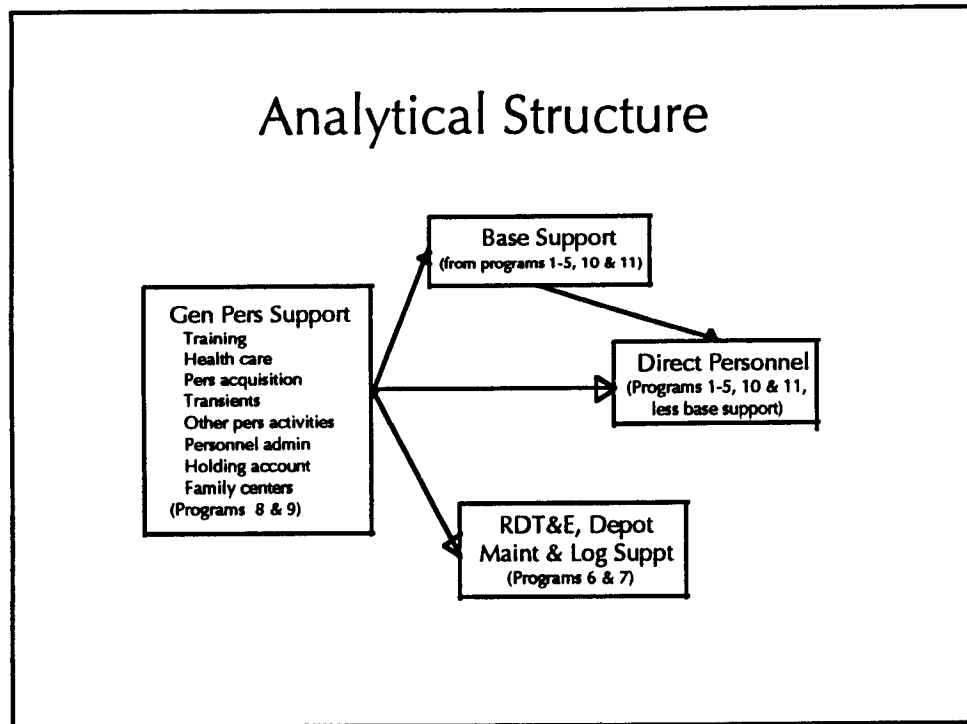 Analytical Structure
Base Support
(from programs 1-5, 10 & 11)
Gen Pers Support
Training
Health care
Pers acquisition
Transients
Other pers activities
Personnel admin
Holding account
Family centers
(Programs 8 & 9)
Direct Personnel
(Programs 1-5, 10 & 11,
less base support)
RDT&E, Depot
Maint & Log Suppt
(Programs 6 & 7)